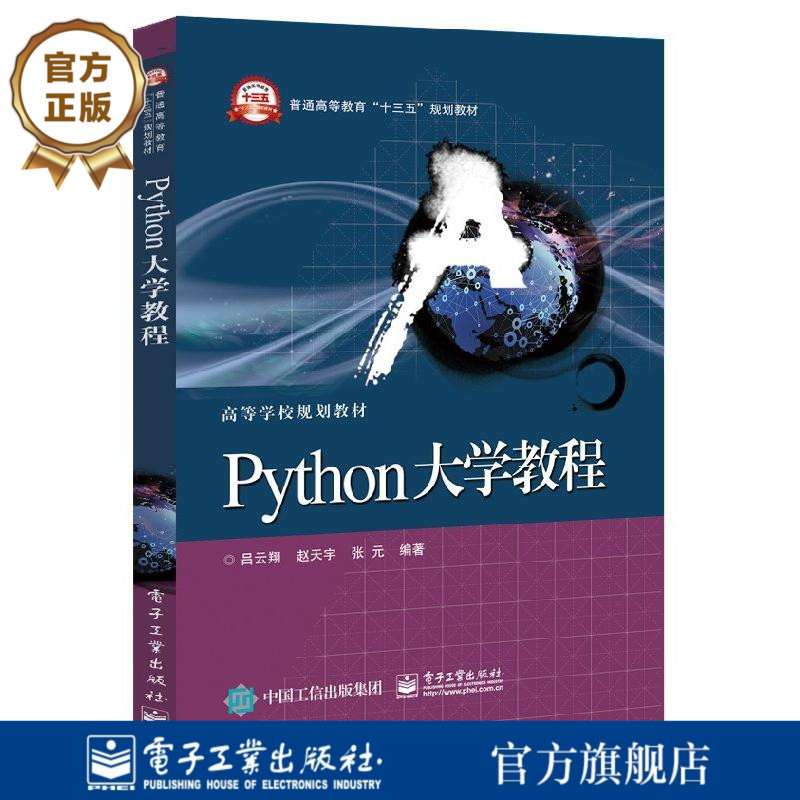 官方
正版
十三五
普通高等教育“十三五”规划教材
普通高等教育
“十三五”规划教材
Python大学教程
電子工業出版社
A
高等学校规划教材
Python大学教程
◎吕云翔 赵天宇 张元 编著
中国工信出版集团
電子工業出版社
PUBLISHING HOUSE OF ELECTRONICS INDUSTRY
http://www.phei.com.cn
電子工業出版社
PUBLISHING HOUSE OF ELECTRONICS INDUSTRY
官方旗舰店